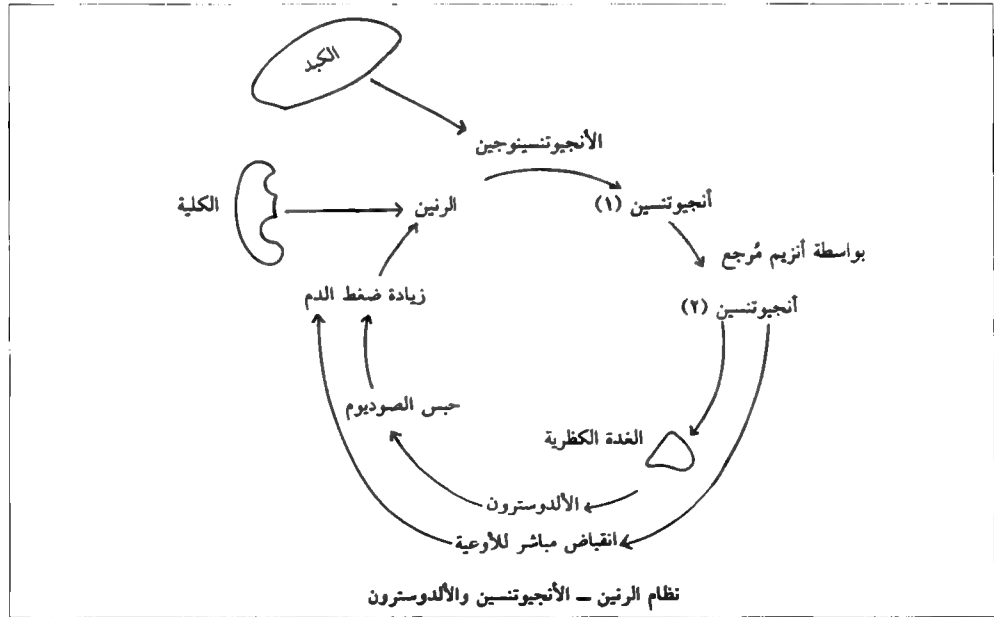 الكبد
الأنجيوتنسينوجين
الكلية
الرنين
أنجيوتنسين (١)
بواسطة أنزيم مُرجع
أنجيوتنسين (٢)
زيادة ضغط الدم
حبس الصوديوم
الغدة الكظرية
الألدوسترون
انقباض مباشر للأوعية
نظام الرنين – الأنجيوتنسين والألدوسترون